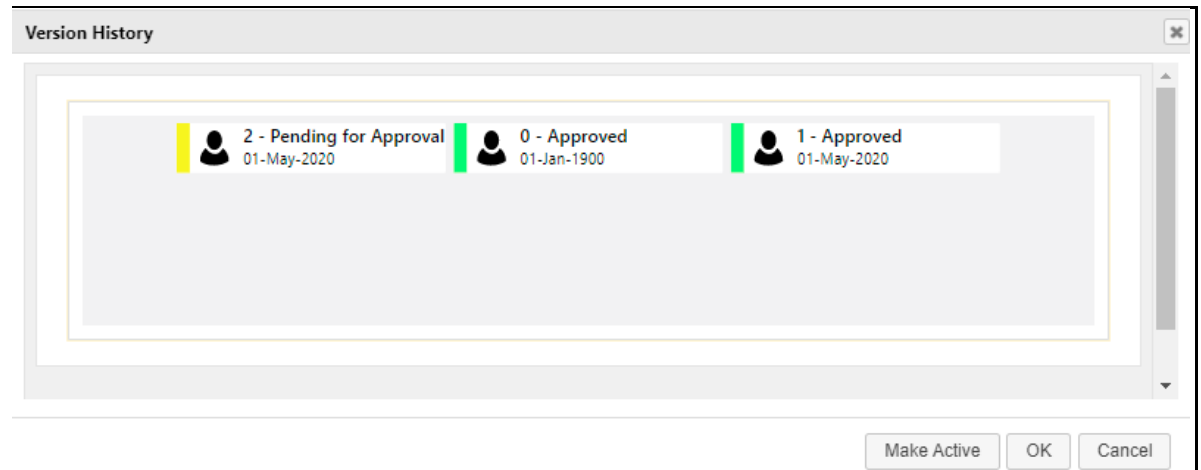 Version History
2 - Pending for Approval
01-May-2020
0 - Approved
01-Jan-1900
1 - Approved
01-May-2020
Make Active
OK
Cancel